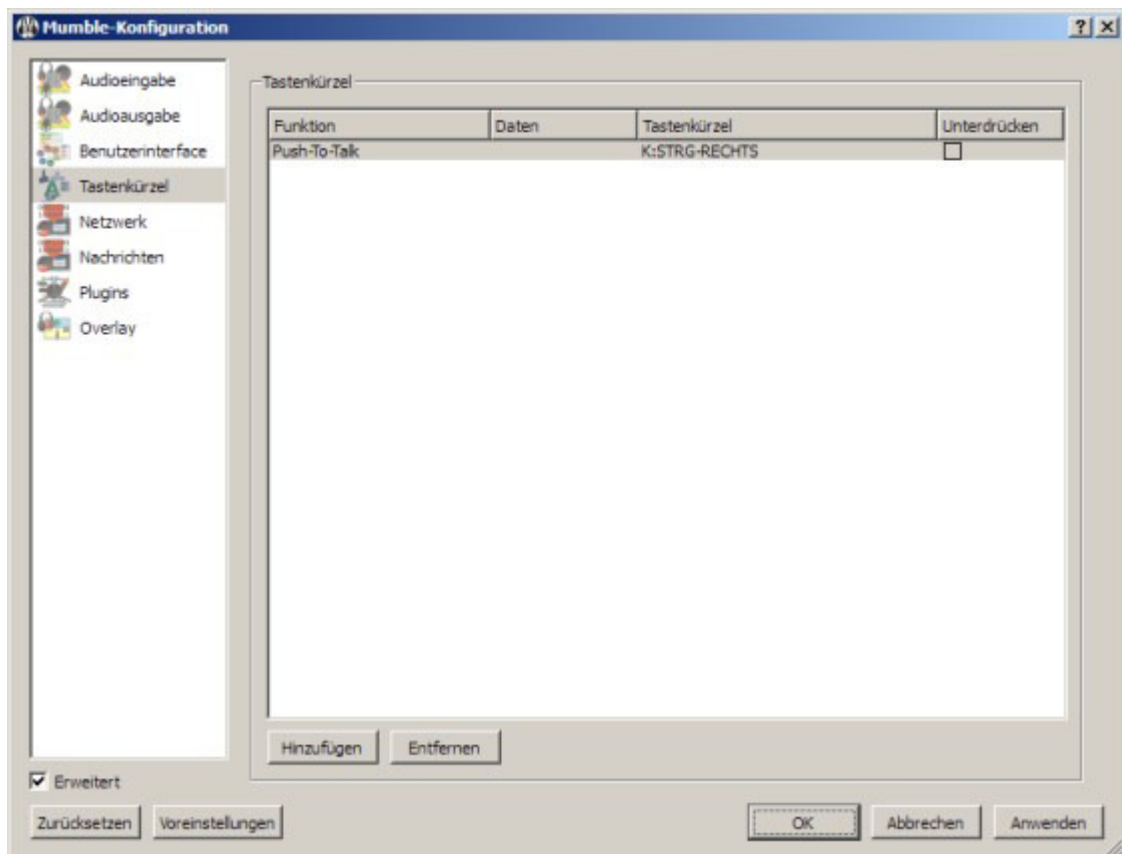 Mumble-Konfiguration
Audioeingabe
Audioausgabe
Benutzerinterface
Tastenkürzel
Netzwerk
Nachrichten
Plugins
Overlay
Tastenkürzel
Funktion Daten Tastenkürzel Unterdrücken
Push-To-Talk K:STRG-RECHTS
Hinzufügen Entfernen
Erweitert
Zurücksetzen Voreinstellungen OK Abbrechen Anwenden